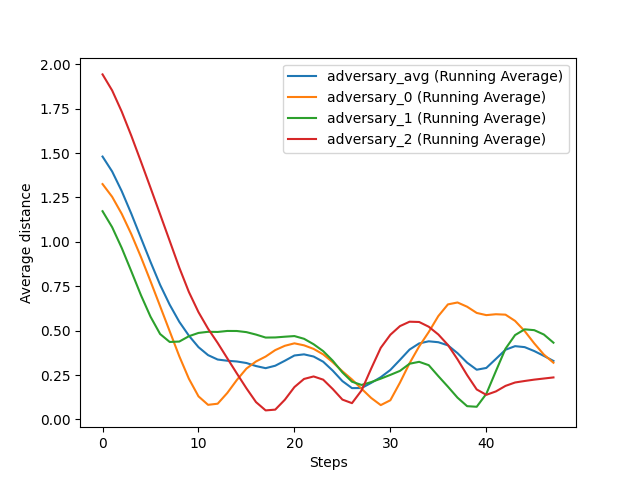 adversary_avg (Running Average)
adversary_0 (Running Average)
adversary_1 (Running Average)
adversary_2 (Running Average)
2.00
1.75
1.50
1.25
1.00
0.75
0.50
0.25
0.00
Average distance
0 10 20 30 40
Steps